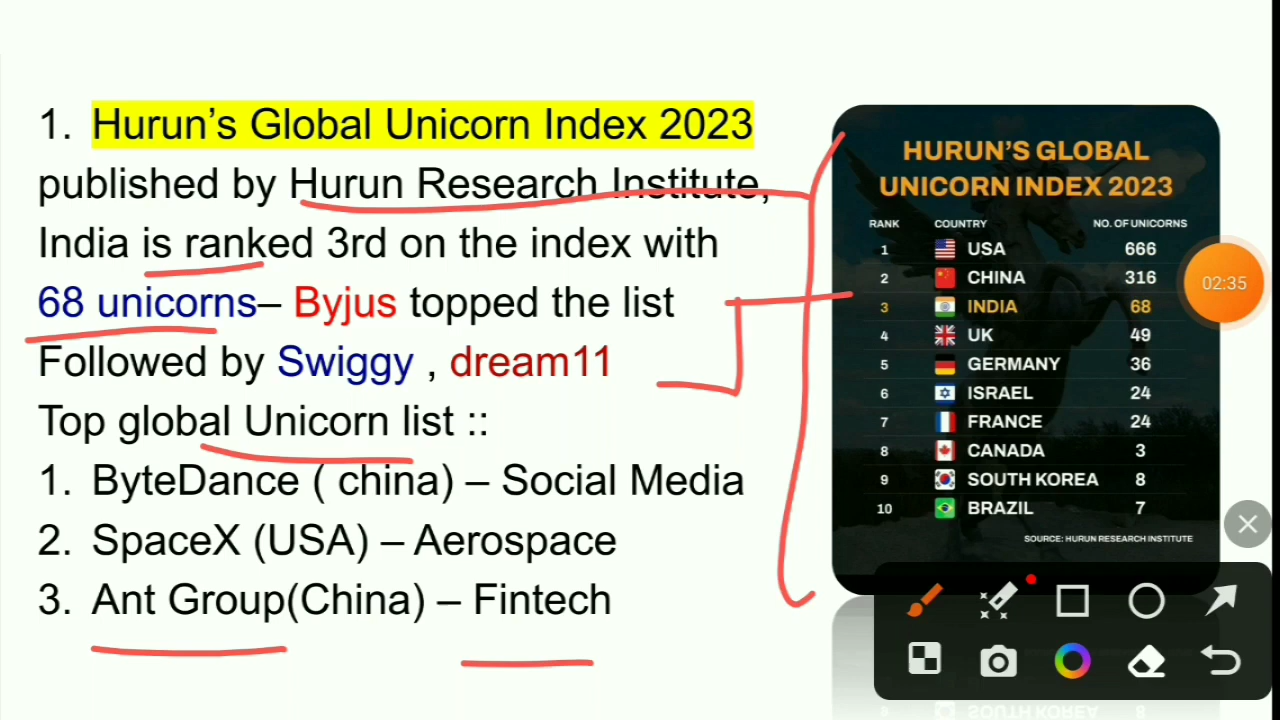 1. Hurun's Global Unicorn Index 2023
published by Hurun Research Institute,
India is ranked 3rd on the index with
68 unicorns– Byjus topped the list
Followed by Swiggy , dream11
Top global Unicorn list ::
1. ByteDance ( china) – Social Media
2. SpaceX (USA) – Aerospace
3. Ant Group(China) – Fintech
HURUN'S GLOBAL
UNICORN INDEX 2023
RANK COUNTRY NO. OF UNICORNS
1 USA 666
2 CHINA 316
3 INDIA 68
4 UK 49
5 GERMANY 36
6 ISRAEL 24
7 FRANCE 24
8 CANADA 3
9 SOUTH KOREA 8
10 BRAZIL 7
SOURCE: HURUN RESEARCH INSTITUTE
02:35